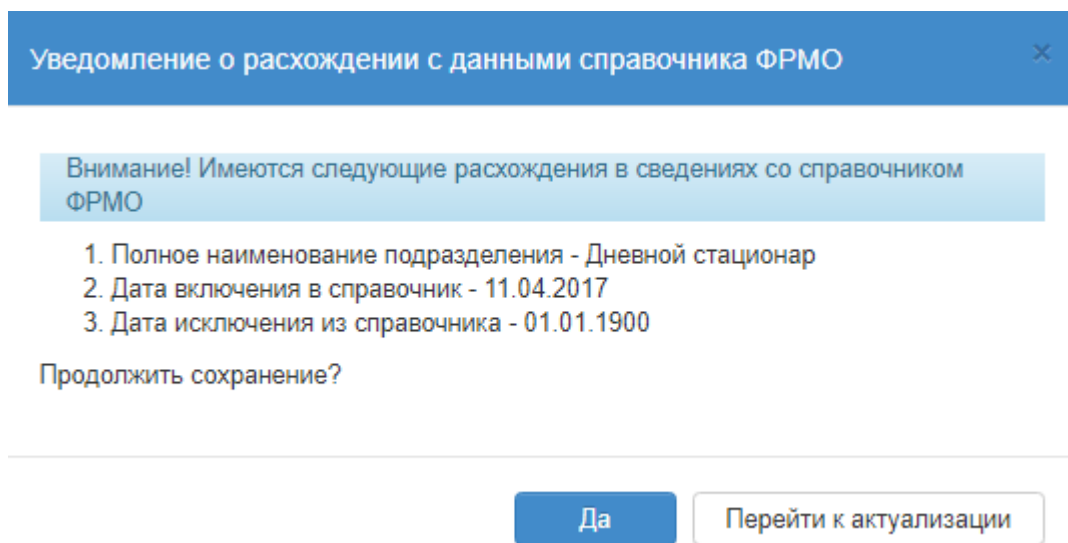 Уведомление о расхождении с данными справочника ФРМО
×
Внимание! Имеются следующие расхождения в сведениях со справочником
ФРМО
1. Полное наименование подразделения - Дневной стационар
2. Дата включения в справочник - 11.04.2017
3. Дата исключения из справочника - 01.01.1900
Продолжить сохранение?
Да
Перейти к актуализации